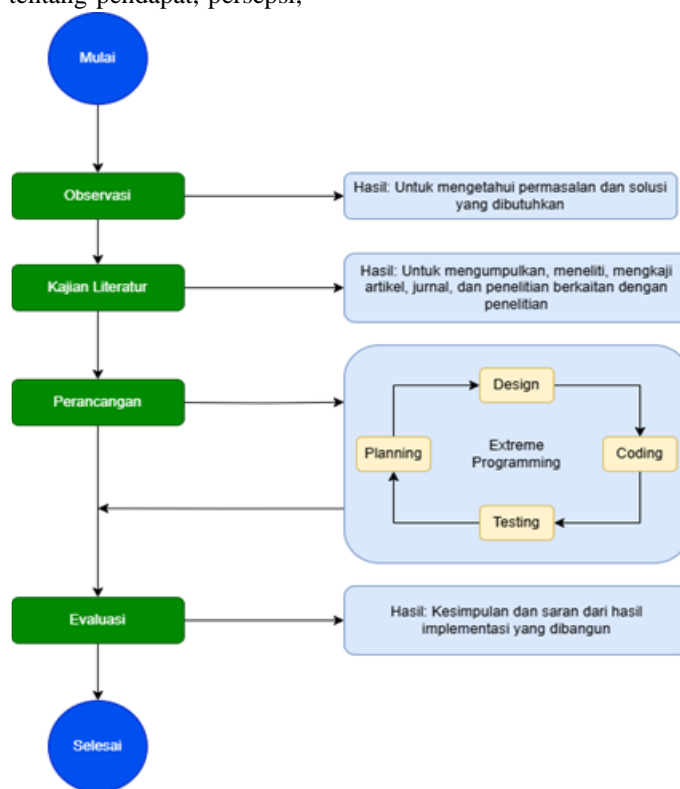 tentang pendapat, persepsi,
Mulai
Observasi
Hasil: Untuk mengetahui permasalan dan solusi
yang dibutuhkan
Kajian Literatur
Hasil: Untuk mengumpulkan, meneliti, mengkaji
artikel, jurnal, dan penelitian berkaitan dengan
penelitian
Perancangan
Design
Planning
Extreme
Programming
Coding
Testing
Evaluasi
Hasil: Kesimpulan dan saran dari hasil
implementasi yang dibangun
Selesai